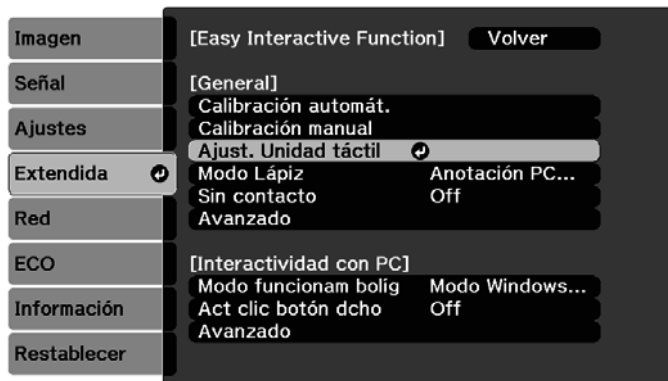 Imagen
Señal
Ajustes
Extendida
Red
ECO
Información
Restablecer
[Easy Interactive Function] Volver
[General]
Calibración automát.
Calibración manual
Ajust. Unidad táctil
Modo Lápiz Anotación PC...
Sin contacto Off
Avanzado
[Interactividad con PC]
Modo funcionam bolíg Modo Windows...
Act clic botón dcho Off
Avanzado